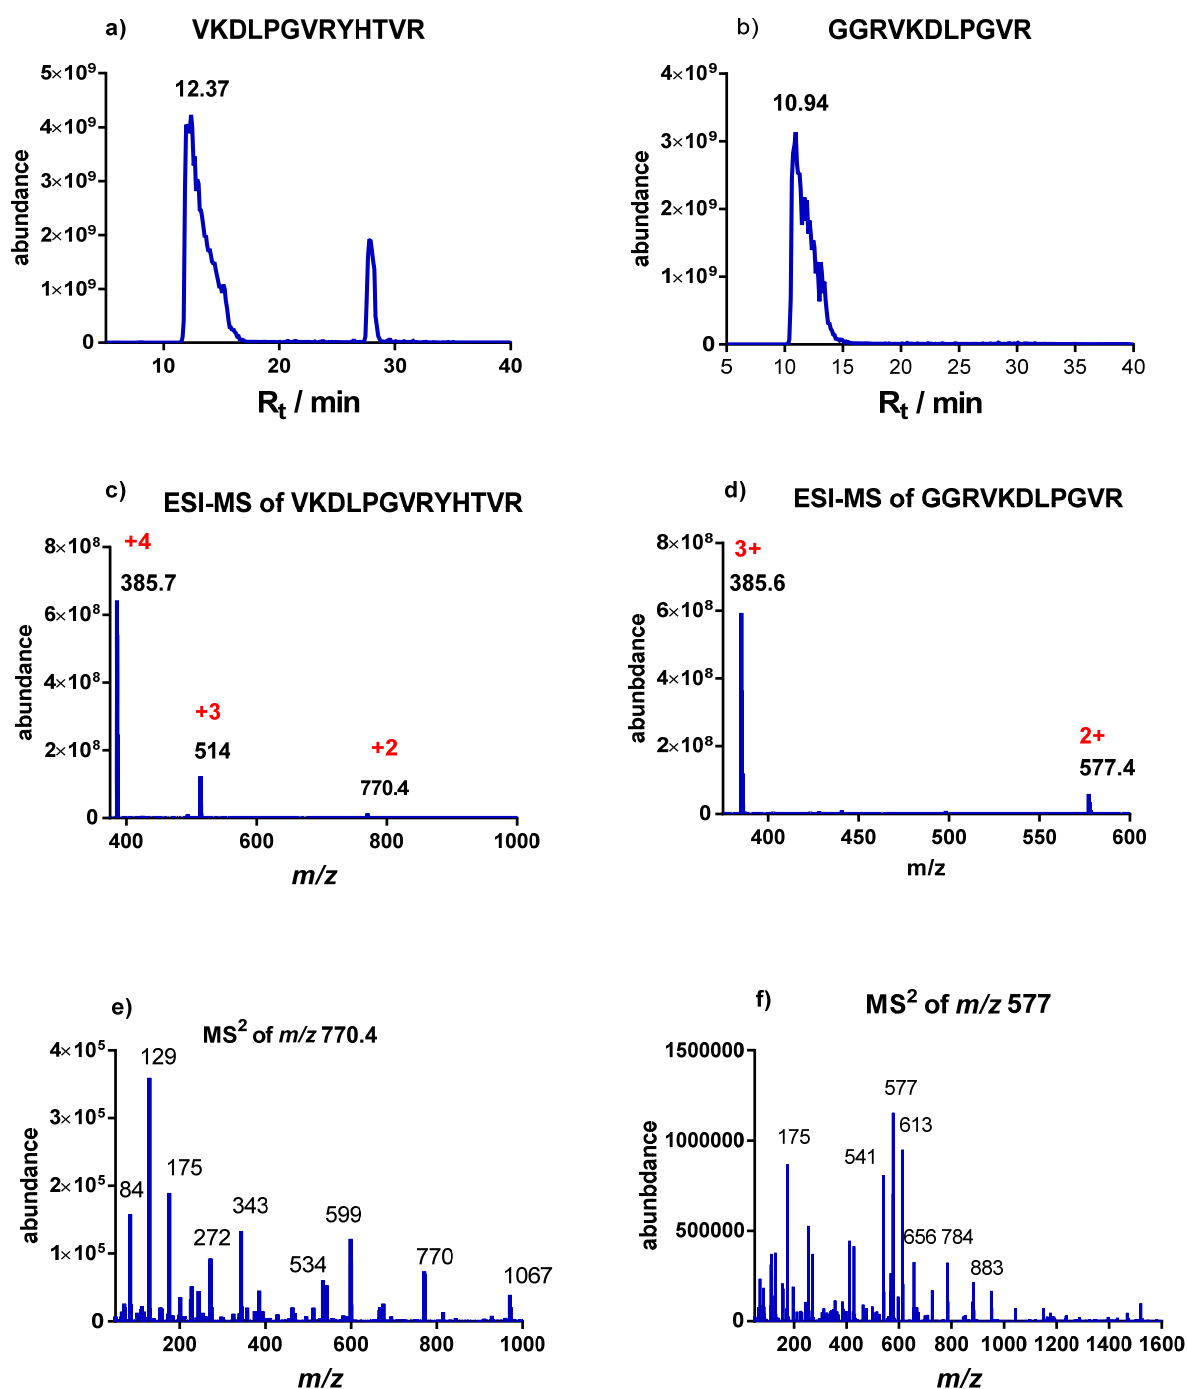 a) VKDLPGVRYHTVR
5×10⁹
4×10⁹
3×10⁹
2×10⁹
1×10⁹
0
abundance
12.37
10 20 30 40
Rₜ / min
b) GGRVKDLPGVR
4×10⁹
3×10⁹
2×10⁹
1×10⁹
0
abundance
10.94
5 10 15 20 25 30 35 40
Rₜ / min
c) ESI-MS of VKDLPGVRYHTVR
8×10⁸
6×10⁸
4×10⁸
2×10⁸
0
abundance
+4
385.7
+3
514
+2
770.4
400 600 800 1000
m/z
d) ESI-MS of GGRVKDLPGVR
8×10⁸
6×10⁸
4×10⁸
2×10⁸
0
abunbdance
3+
385.6
2+
577.4
400 450 500 550 600
m/z
e) MS² of m/z 770.4
4×10⁵
3×10⁵
2×10⁵
1×10⁵
0
abundance
84
129
175
272
343
534
599
770
1067
200 400 600 800 1000
m/z
f) MS² of m/z 577
1500000
1000000
500000
0
abunbdance
175
541
577
613
656
784
883
200 400 600 800 1000 1200 1400 1600
m/z